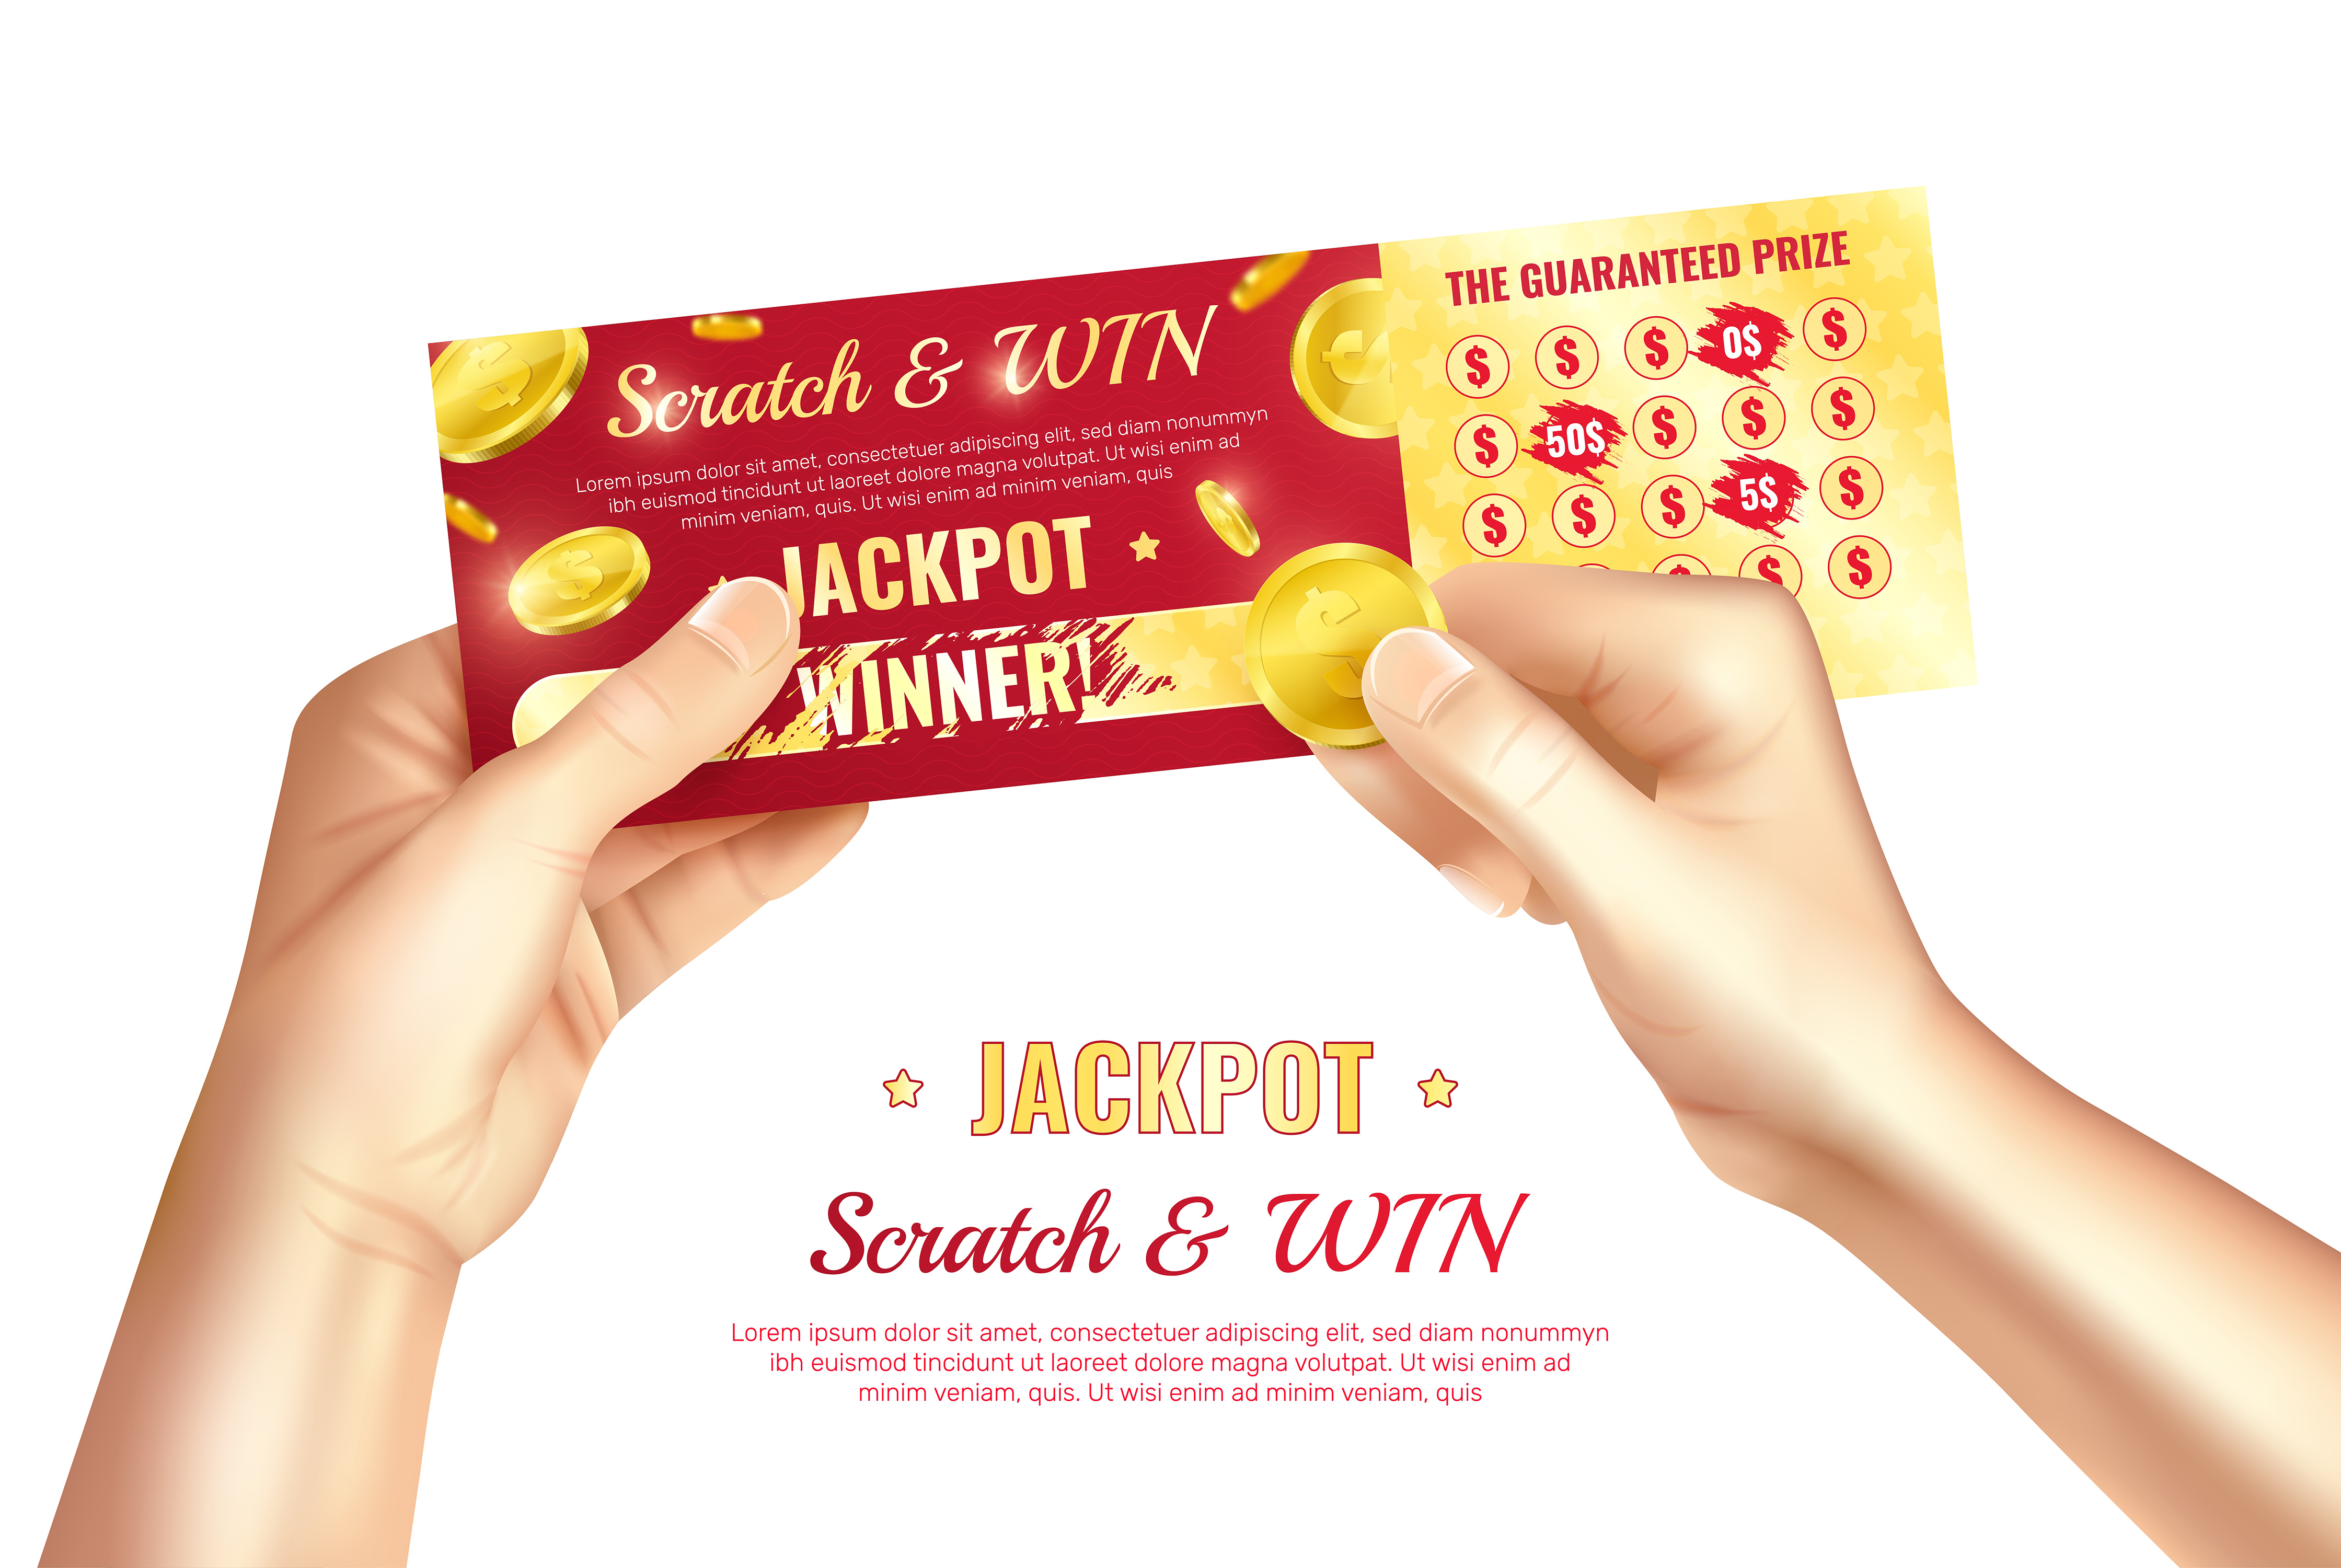 Scratch & WIN
Lorem ipsum dolor sit amet, consectetuer adipiscing elit, sed diam nonummyn
ibh euismod tincidunt ut laoreet dolore magna volutpat. Ut wisi enim ad
minim veniam, quis. Ut wisi enim ad minim veniam, quis
JACKPOT
WINNER!
THE GUARANTEED PRIZE
$ $ $ 0$ $
$ 50$ $ $ $
$ $ $ 5$ $
$ $ $ $
JACKPOT
Scratch & WIN
Lorem ipsum dolor sit amet, consectetuer adipiscing elit, sed diam nonummyn
ibh euismod tincidunt ut laoreet dolore magna volutpat. Ut wisi enim ad
minim veniam, quis. Ut wisi enim ad minim veniam, quis